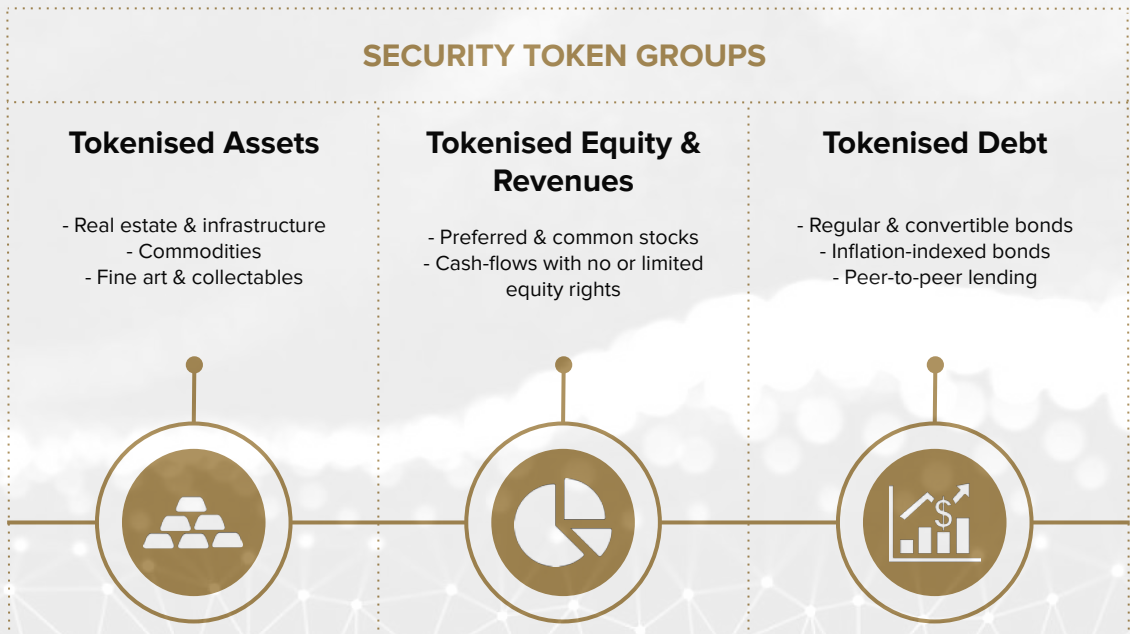 SECURITY TOKEN GROUPS
Tokenised Assets
- Real estate & infrastructure
- Commodities
- Fine art & collectables
Tokenised Equity &
Revenues
- Preferred & common stocks
- Cash-flows with no or limited
equity rights
Tokenised Debt
- Regular & convertible bonds
- Inflation-indexed bonds
- Peer-to-peer lending
$